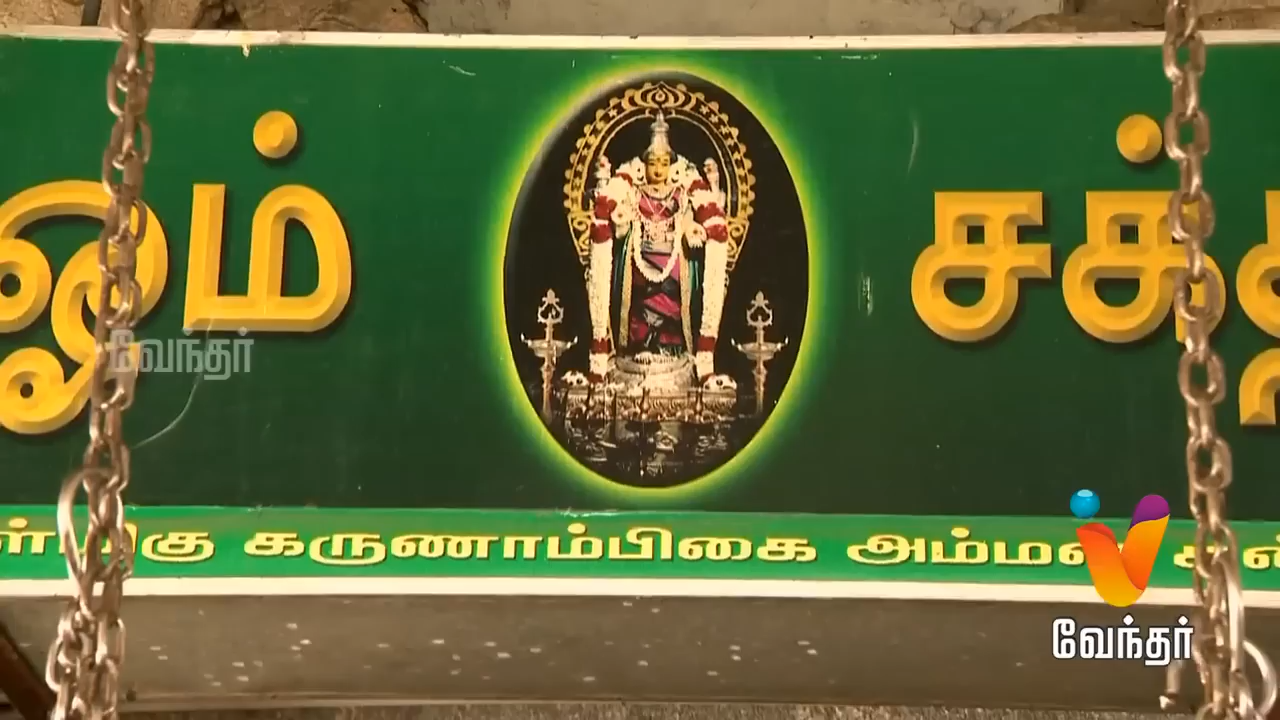 ஓம் சக்தி
கருணாம்பிகை அம்மன்
வேந்தர்
வேந்தர்